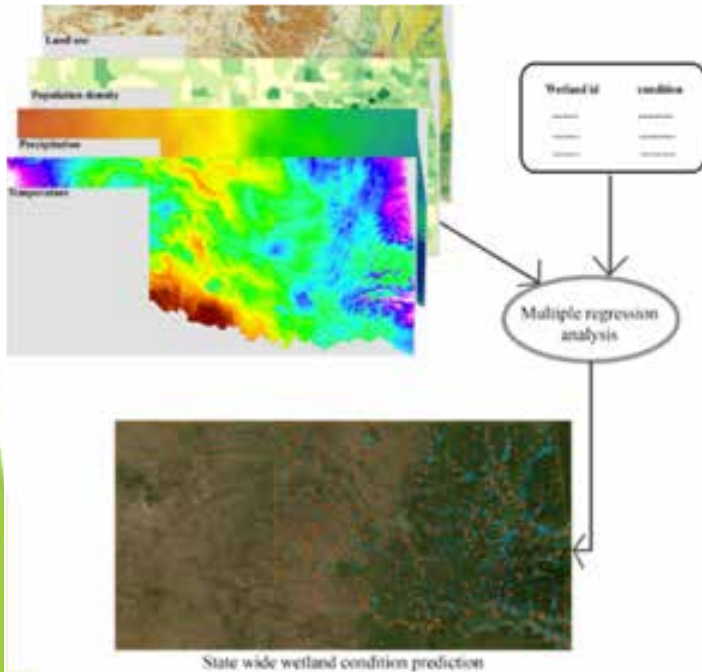 Land use
Population density
Precipitation
Temperature
Wetland id condition
Multiple regression
analysis
State wide wetland condition prediction